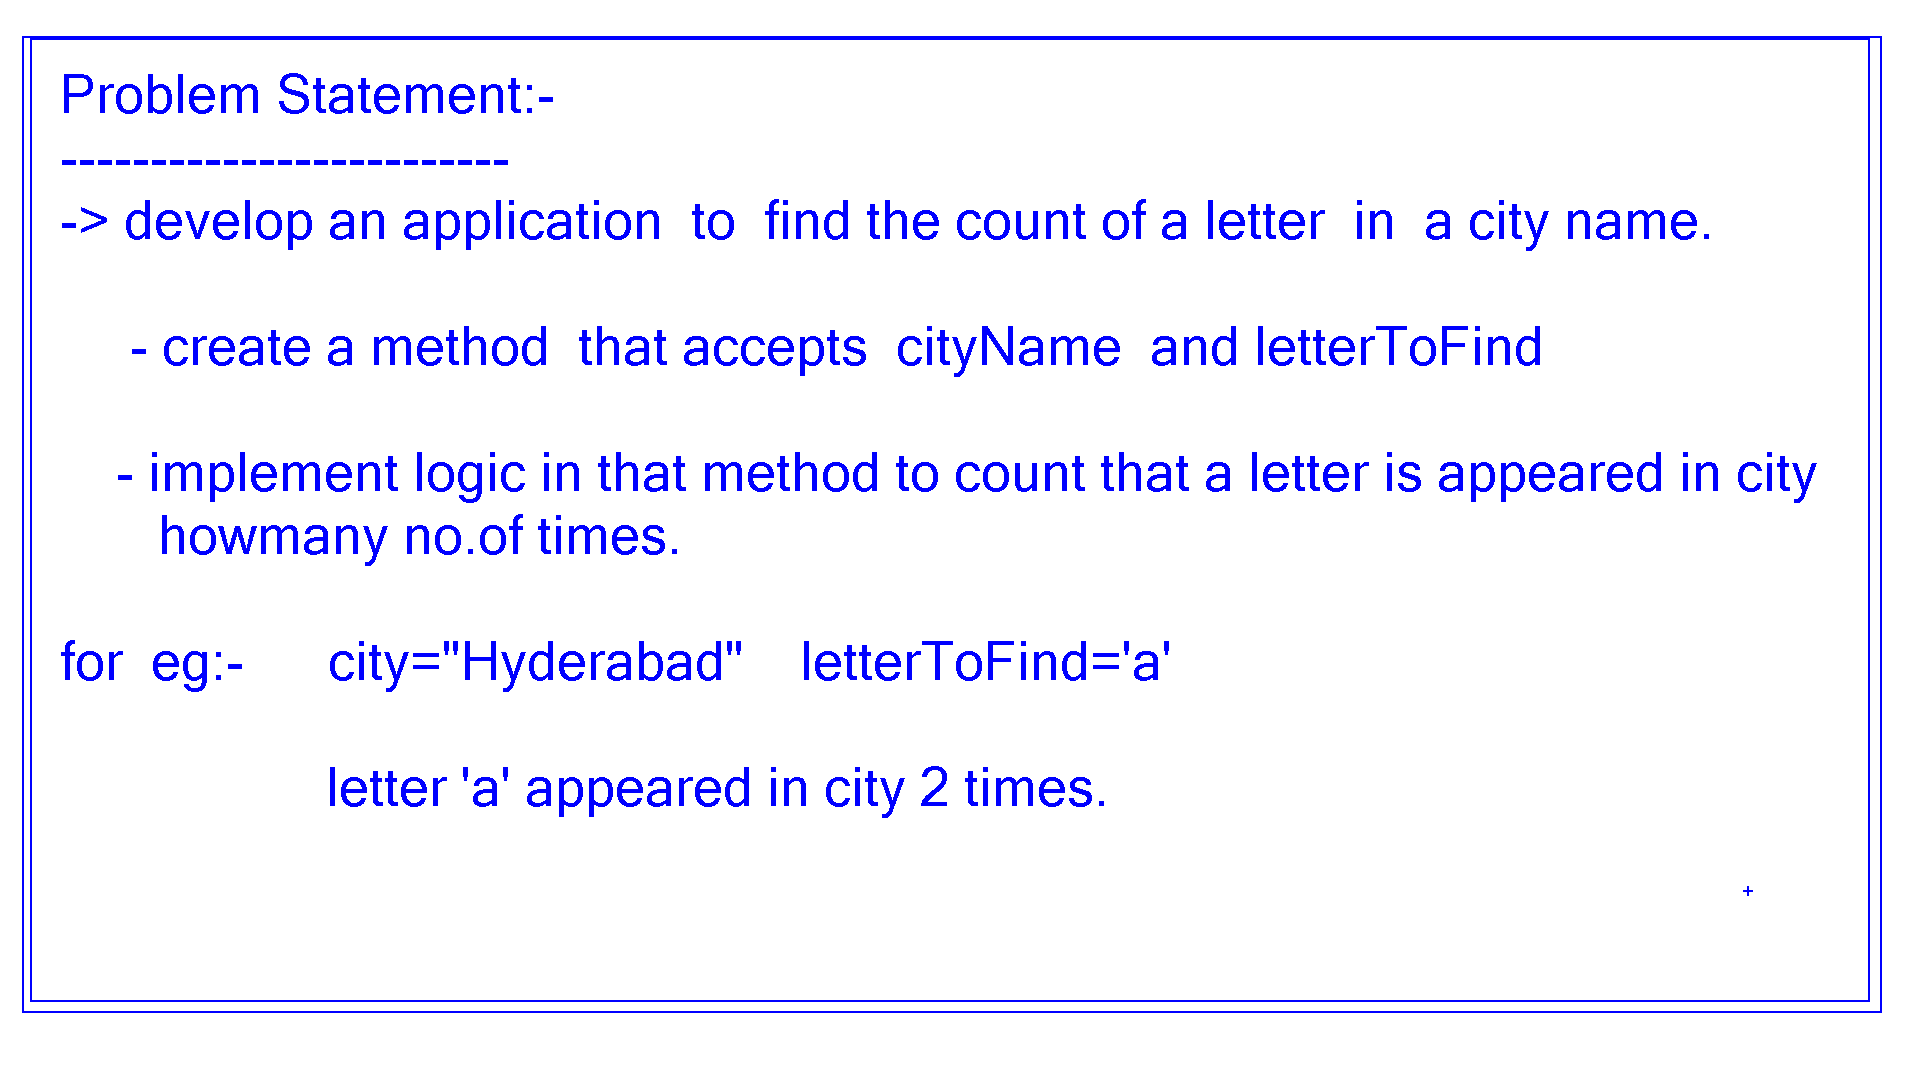 Problem Statement:-
-------------------------
-> develop an application to find the count of a letter in a city name.
- create a method that accepts cityName and letterToFind
- implement logic in that method to count that a letter is appeared in city
howmany no.of times.
for eg:- city="Hyderabad" letterToFind='a'
letter 'a' appeared in city 2 times.